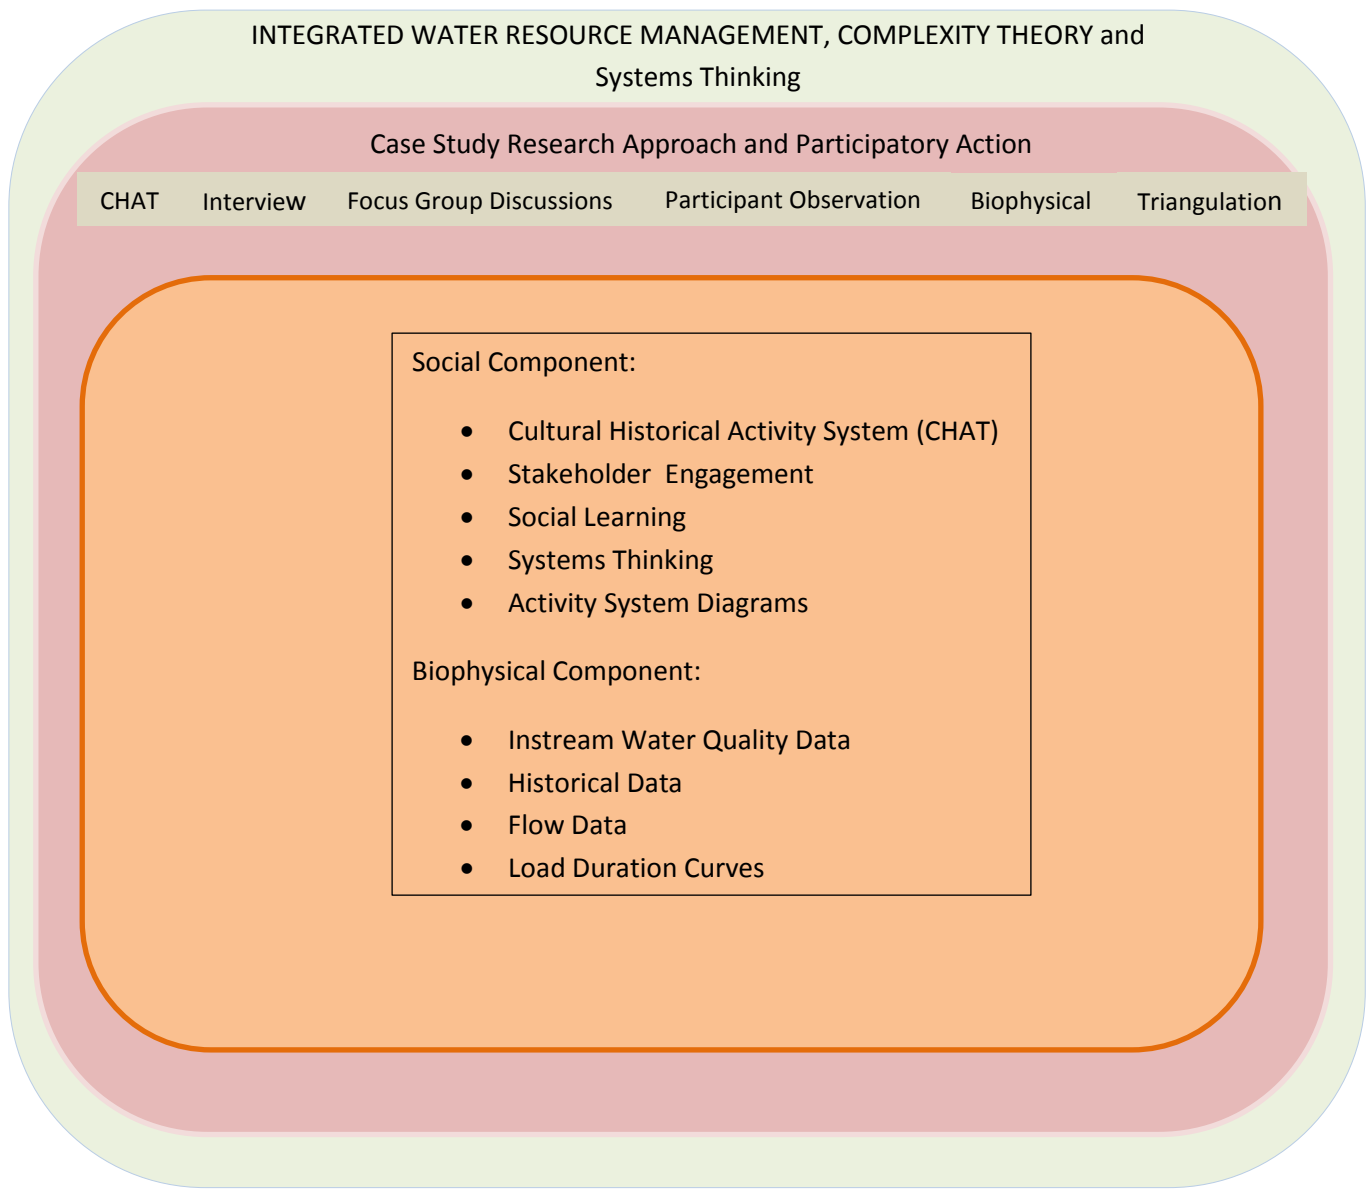 INTEGRATED WATER RESOURCE MANAGEMENT, COMPLEXITY THEORY and
Systems Thinking
Case Study Research Approach and Participatory Action
CHAT Interview Focus Group Discussions Participant Observation Biophysical Triangulation
Social Component:
• Cultural Historical Activity System (CHAT)
• Stakeholder Engagement
• Social Learning
• Systems Thinking
• Activity System Diagrams
Biophysical Component:
• Instream Water Quality Data
• Historical Data
• Flow Data
• Load Duration Curves